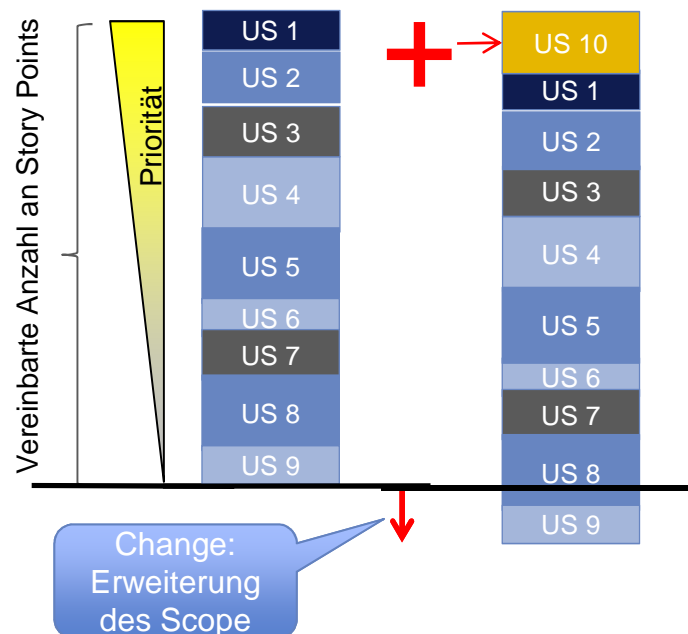 Vereinbarte Anzahl an Story Points
Priorität
US 1
US 2
US 3
US 4
US 5
US 6
US 7
US 8
US 9
US 10
US 1
US 2
US 3
US 4
US 5
US 6
US 7
US 8
US 9
Change:
Erweiterung
des Scope